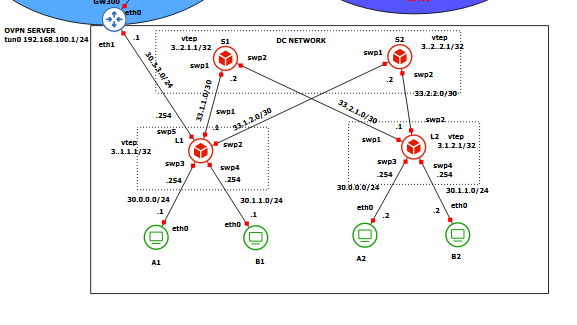 GW300
eth0
OVPN SERVER
tun0 192.168.100.1/24
eth1
.1
30.3.3.0/24
.254
swp5
L1
S1
vtep
3..2.1.1/32
swp1
swp2
.2
DC NETWORK
S2
vtep
3..2..2.1/32
swp1
swp2
.2
33.1.1.0/30
33.1.2.0/30
33.2.1.0/30
33.2.2.0/30
swp1
.1
swp2
vtep
3..1.1.1/32
swp3
swp4
.254
.254
swp2
.1
swp1
L2
vtep
3.1.2.1/32
swp3
swp4
.254
.254
30.0.0.0/24
30.1.1.0/24
30.0.0.0/24
30.1.1.0/24
.1
eth0
A1
.1
eth0
B1
eth0
.2
A2
eth0
.2
B2